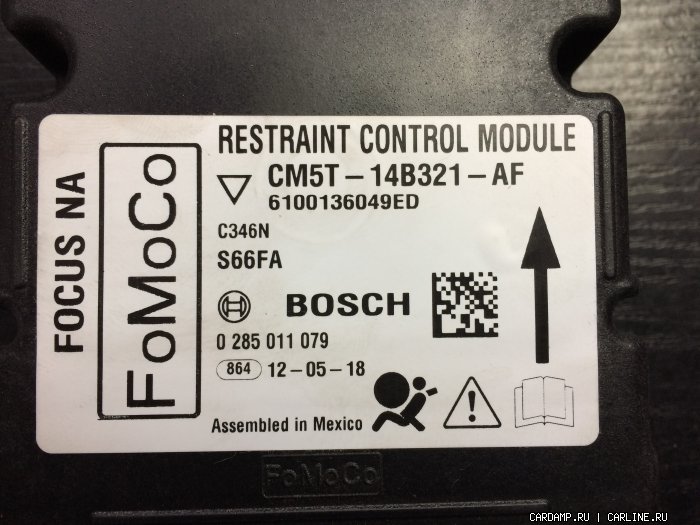 RESTRAINT CONTROL MODULE
CM5T-14B321-AF
6100136049ED
C346N
S66FA
BOSCH
0 285 011 079
864 12-05-18
Assembled in Mexico
FOCUS NA
FoMoCo
FoMoCo
CARDAMP.RU | CARLINE.RU